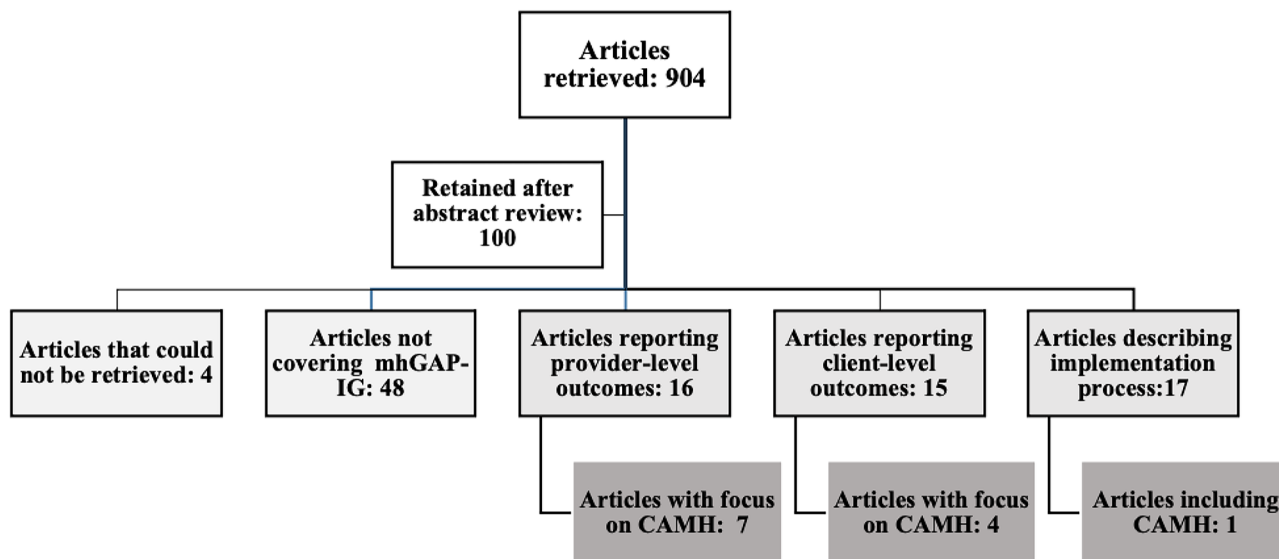 Articles
retrieved: 904
Retained after
abstract review:
100
Articles that could
not be retrieved: 4
Articles not
covering mhGAP-
IG: 48
Articles reporting
provider-level
outcomes: 16
Articles reporting
client-level
outcomes: 15
Articles describing
implementation
process:17
Articles with focus
on CAMH: 7
Articles with focus
on CAMH: 4
Articles including
CAMH: 1